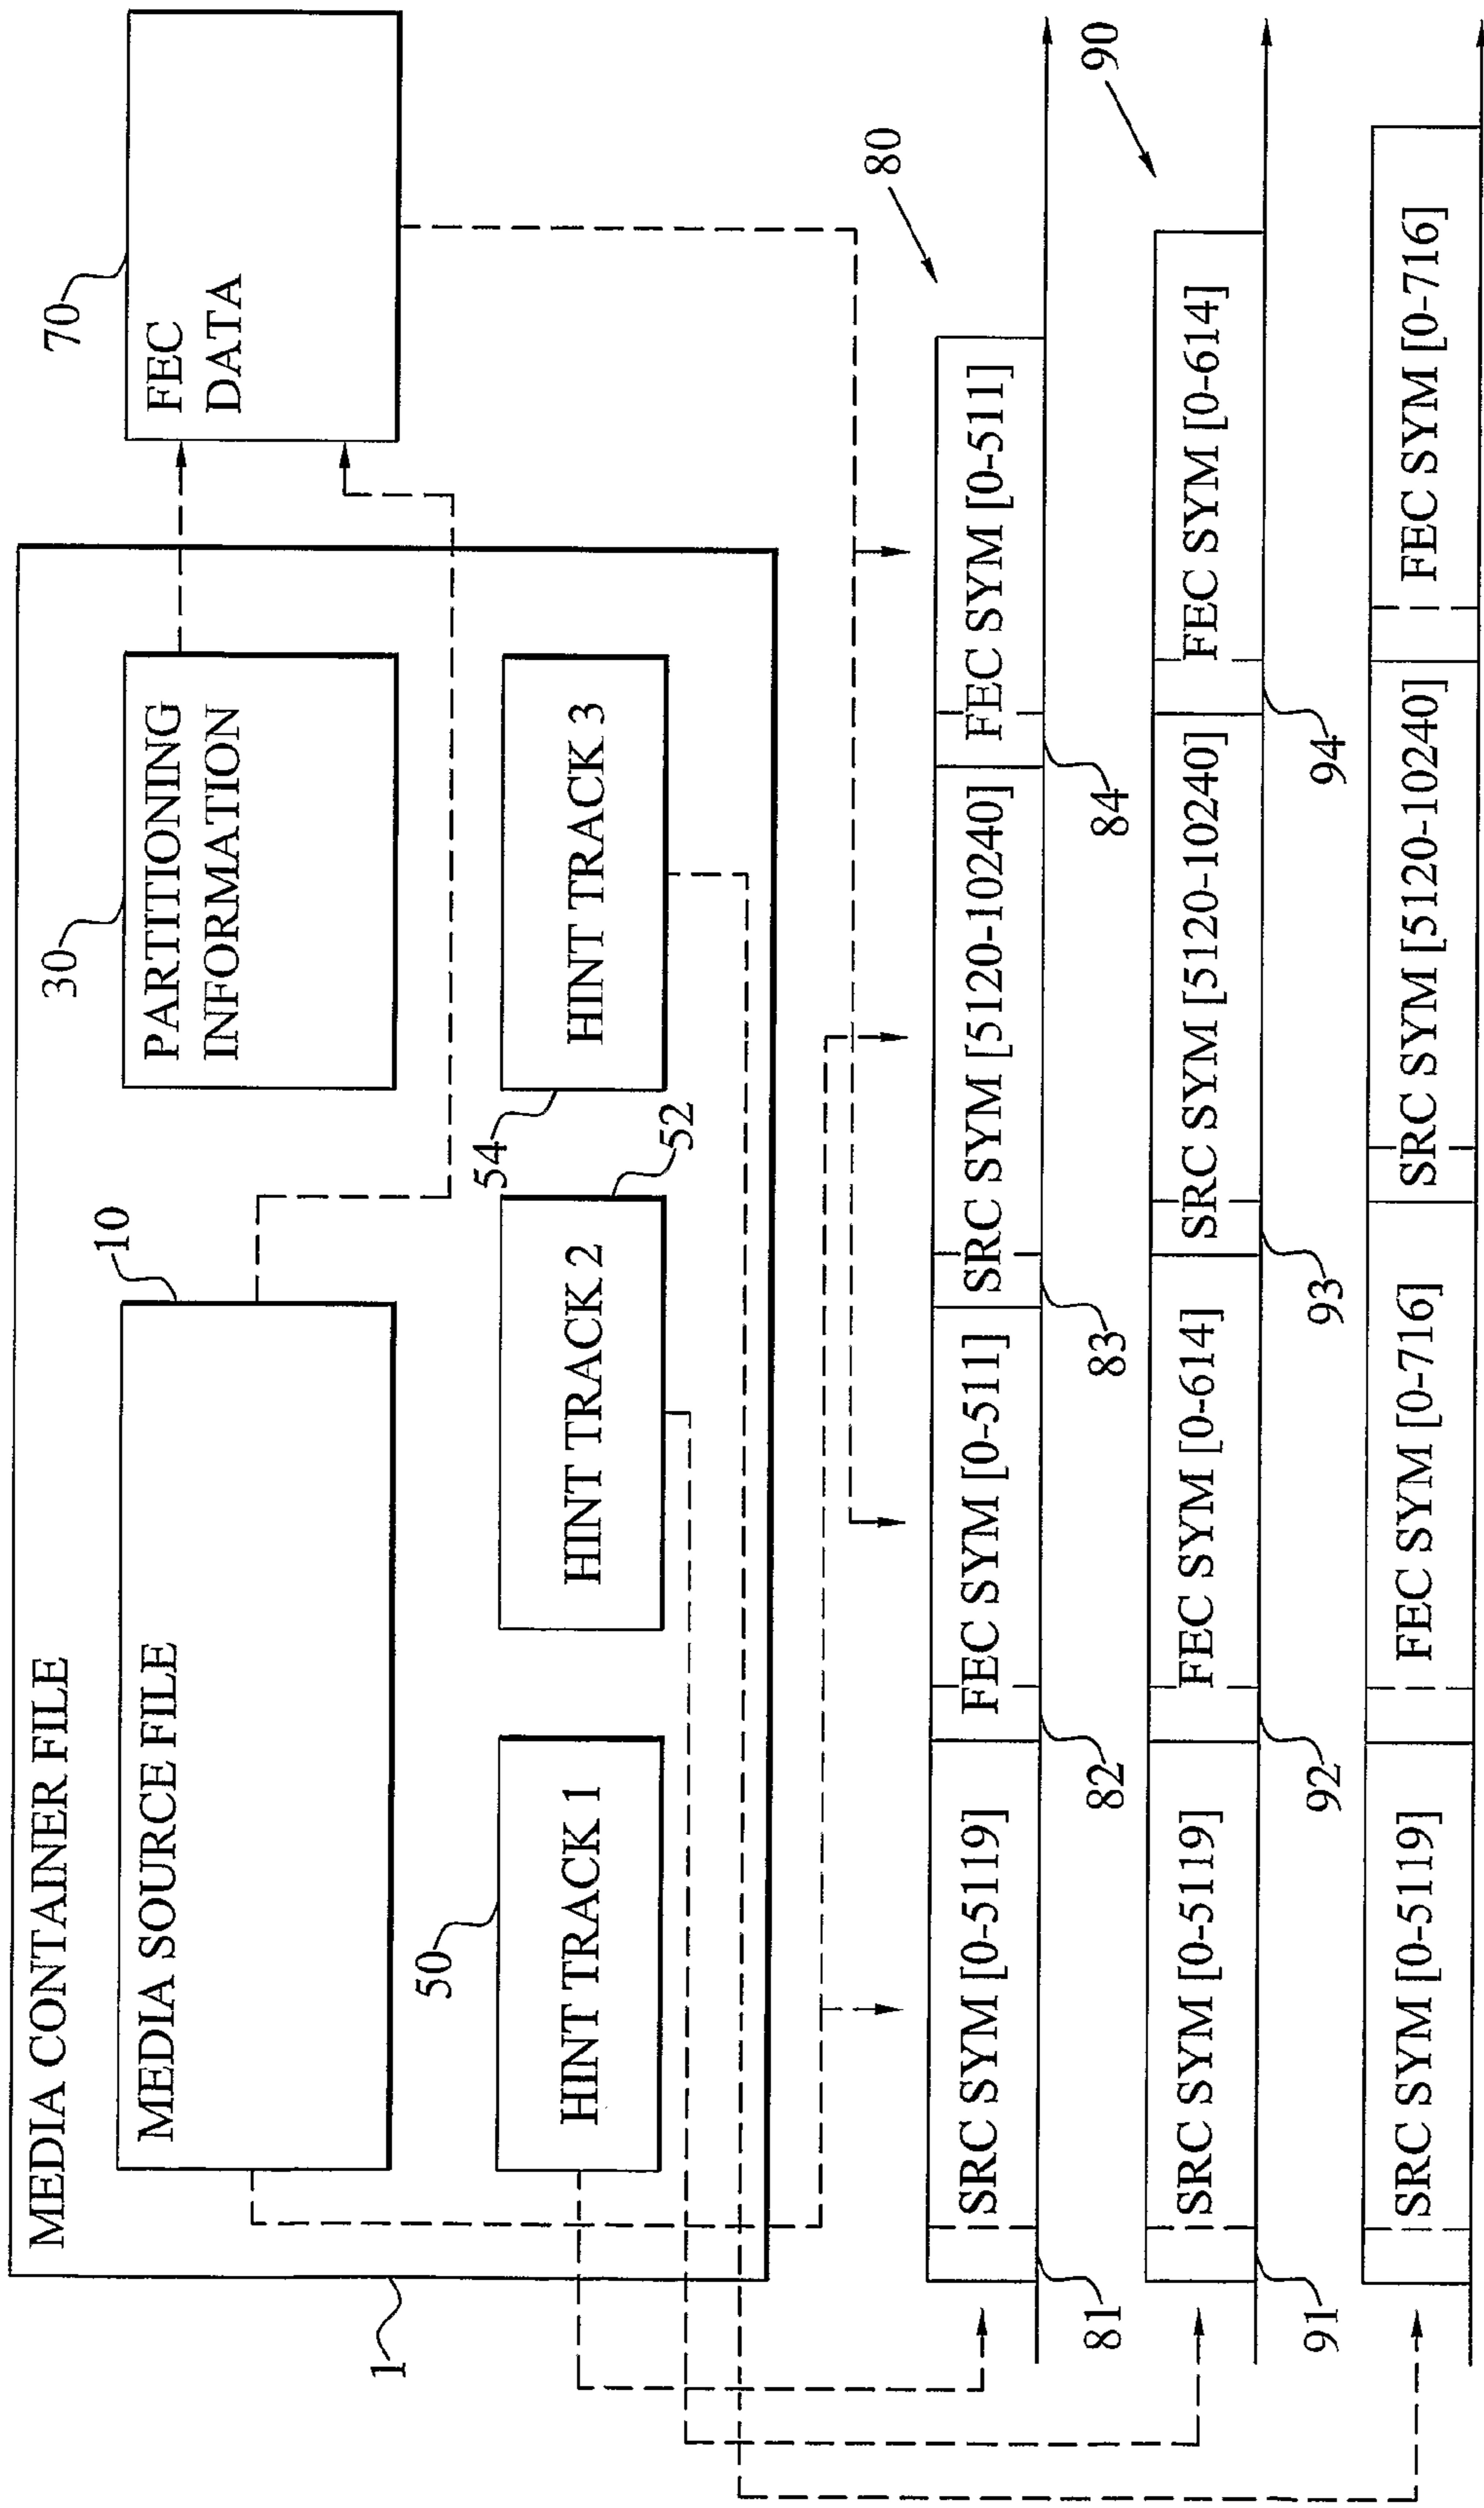 MEDIA CONTAINER FILE
1
MEDIA SOURCE FILE
10
PARTITIONING
INFORMATION
30
FEC
DATA
70
HINT TRACK 1
50
HINT TRACK 2
52
HINT TRACK 3
54
80
SRC SYM [0-5119]
FEC SYM [0-511]
SRC SYM [5120-10240]
FEC SYM [0-511]
81
82
83
84
90
SRC SYM [0-5119]
FEC SYM [0-614]
SRC SYM [5120-10240]
FEC SYM [0-614]
91
92
93
94
SRC SYM [0-5119]
FEC SYM [0-716]
SRC SYM [5120-10240]
FEC SYM [0-716]